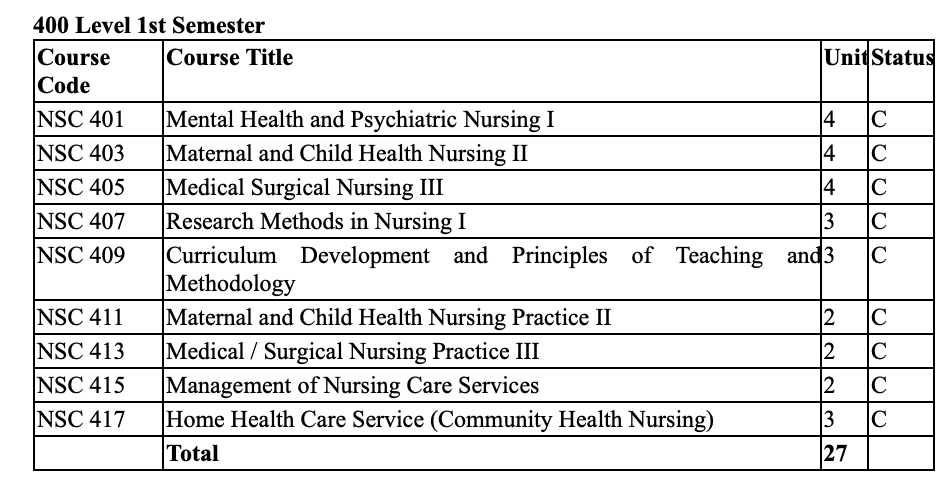 400 Level 1st Semester
Course Code Course Title Unit Status
NSC 401 Mental Health and Psychiatric Nursing I 4 C
NSC 403 Maternal and Child Health Nursing II 4 C
NSC 405 Medical Surgical Nursing III 4 C
NSC 407 Research Methods in Nursing I 3 C
NSC 409 Curriculum Development and Principles of Teaching and 3 C
Methodology
NSC 411 Maternal and Child Health Nursing Practice II 2 C
NSC 413 Medical / Surgical Nursing Practice III 2 C
NSC 415 Management of Nursing Care Services 2 C
NSC 417 Home Health Care Service (Community Health Nursing) 3 C
Total 27